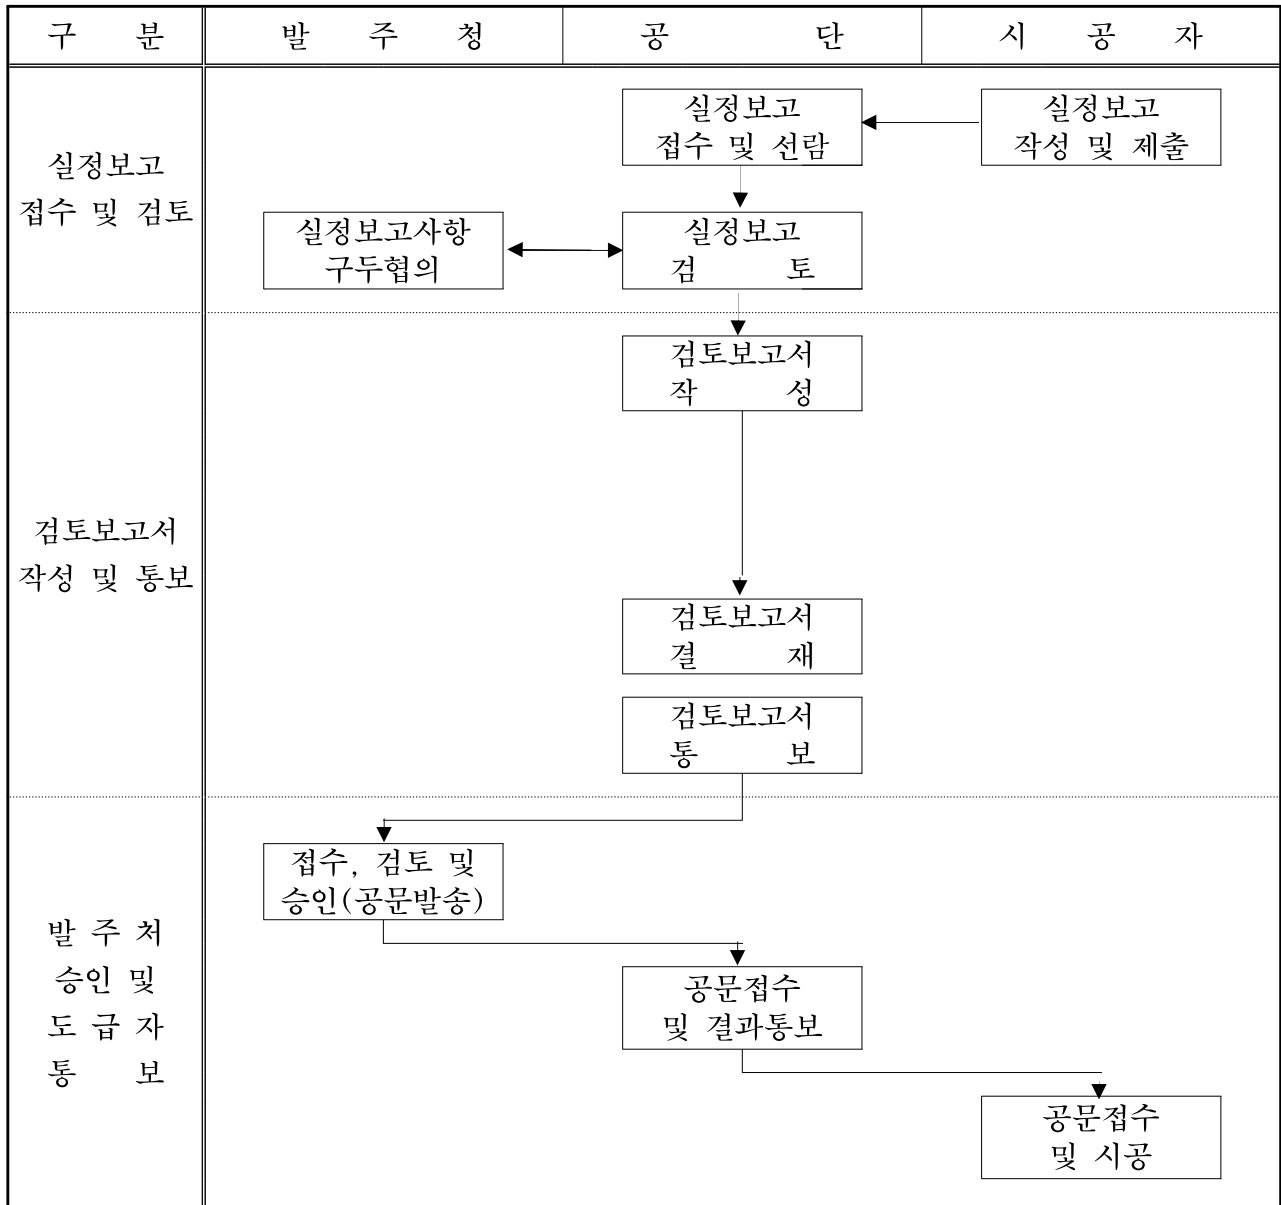 구 분 발 주 청 공 단 시 공 자
실정보고
접수 및 검토
실정보고
접수 및 선람
실정보고
작성 및 제출
실정보고사항
구두협의
실정보고
검 토
검토보고서
작성 및 통보
검토보고서
작 성
검토보고서
결 재
검토보고서
통 보
발 주 처
승인 및
도 급 자
통 보
접수, 검토 및
승인(공문발송)
공문접수
및 결과통보
공문접수
및 시공